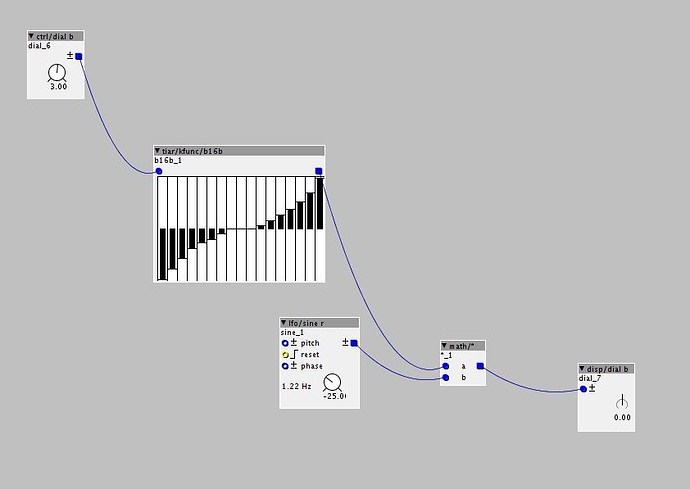 ▼ ctrl/dial b
dial_6
±
3.00
▼ tiar/kfunc/b16b
b16b_1
▼ lfo/sine r
sine_1
± pitch ±
reset
± phase
1.22 Hz
-25.0
▼ math/*
*_1
a
b
▼ disp/dial b
dial_7
±
0.00